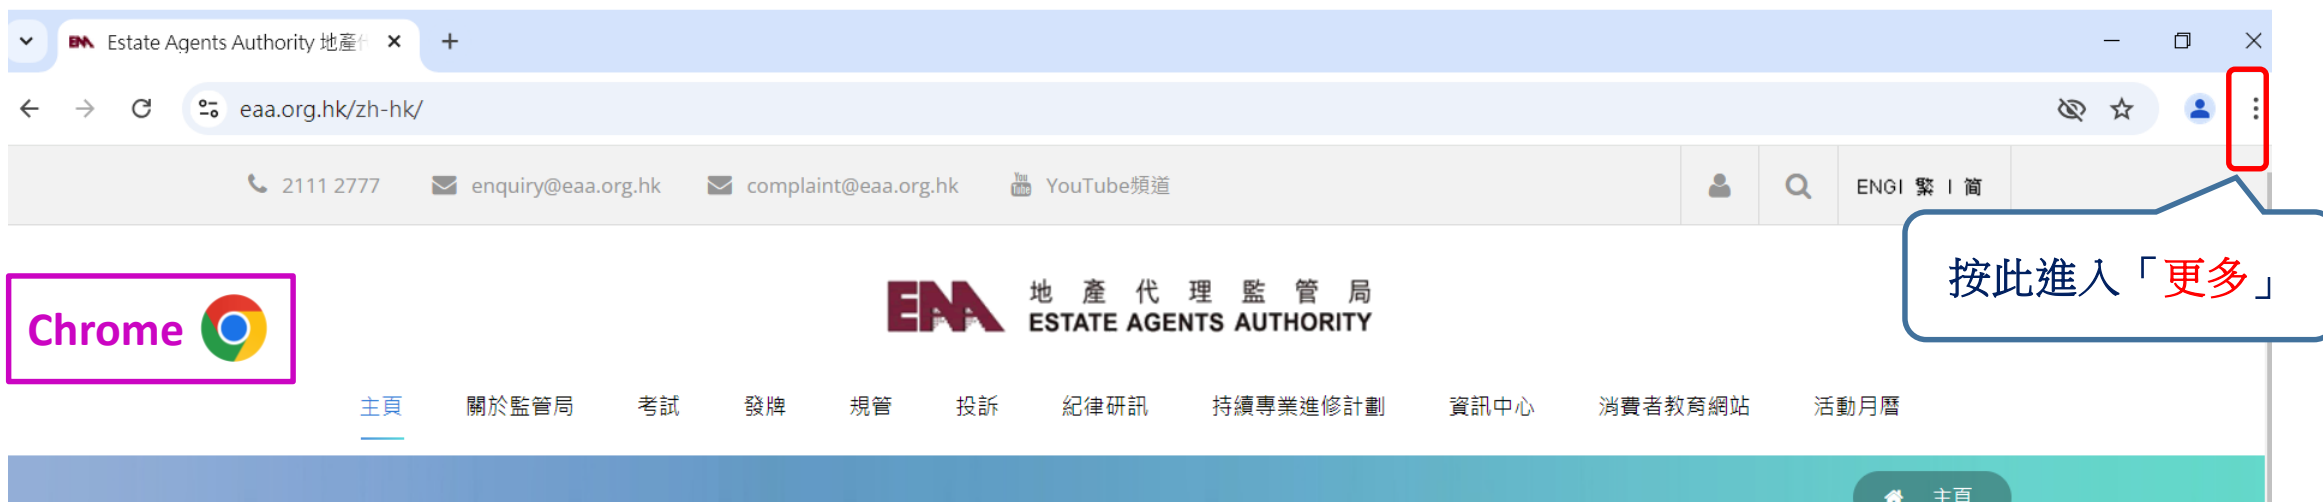 Estate Agents Authority 地產
eaa.org.hk/zh-hk/
2111 2777 enquiry@eaa.org.hk complaint@eaa.org.hk You Tube YouTube頻道 ENG| 繁 | 简
按此進入「更多」
Chrome
EAA 地產代理監管局
ESTATE AGENTS AUTHORITY
主頁 關於監管局 考試 發牌 規管 投訴 紀律研訊 持續專業進修計劃 資訊中心 消費者教育網站 活動月曆
主頁